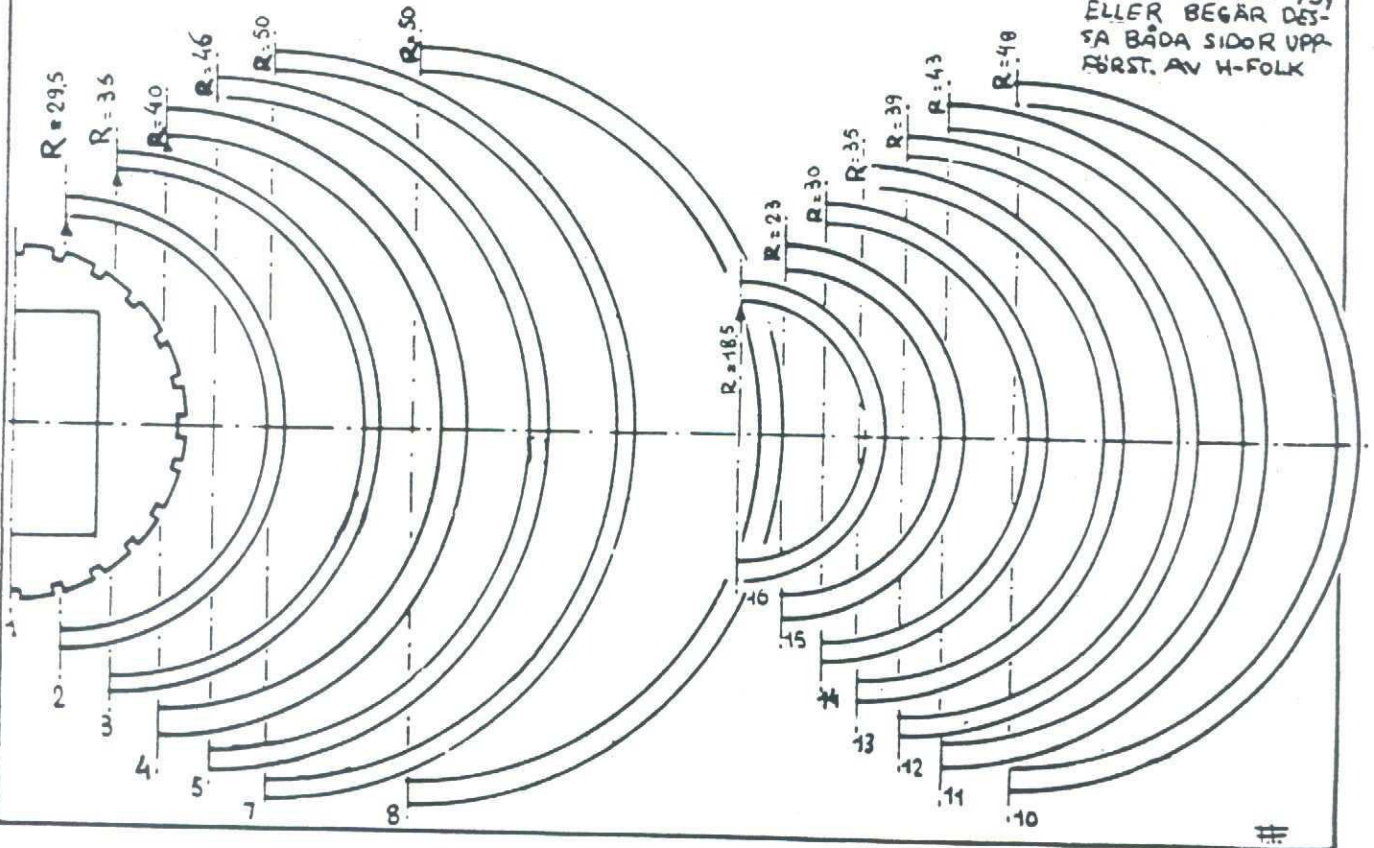 ELLER BEGÄR DES-
SA BÅDA SIDOR UPP-
FÖRST. AV H-FOLK
R=29,5
R=35
R=40
R=46
R=50
R=50
R=18,5
R=23
R=30
R=35
R=39
R=43
R=48
1
2
3
4
5
7
8
16
15
14
13
12
11
10